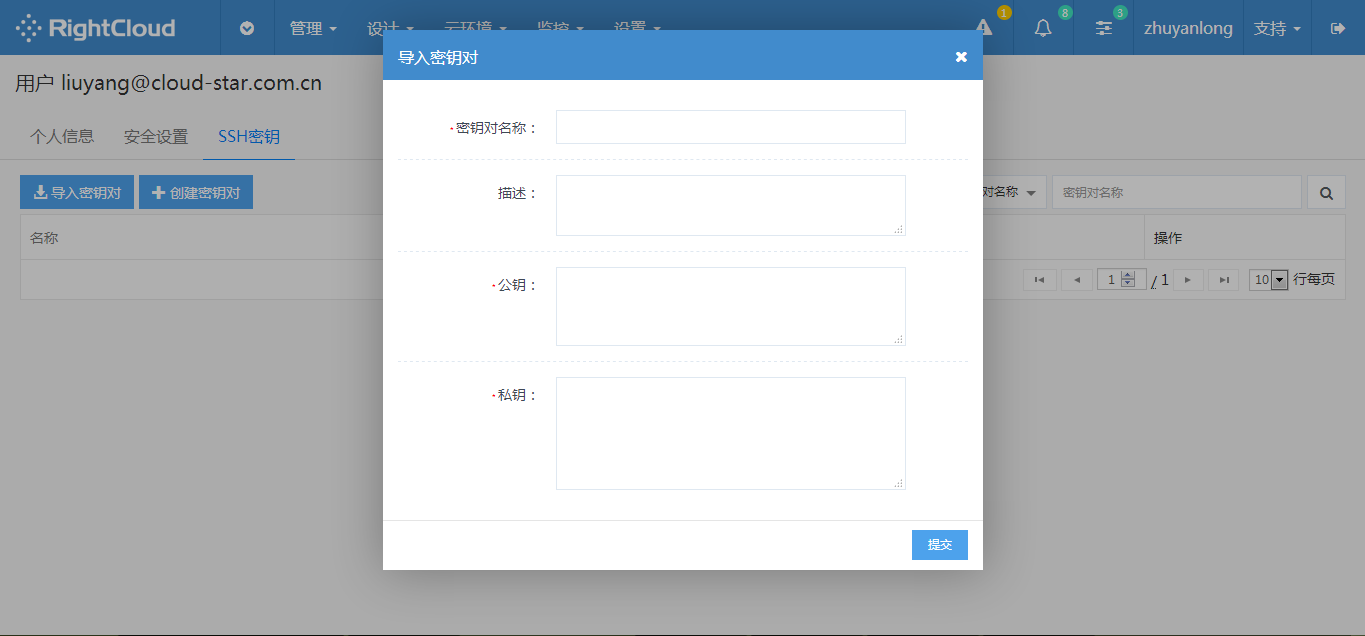 RightCloud 管理 设计 云环境 监控 设置 1 8 3 zhuyanlong 支持
用户 liuyang@cloud-star.com.cn
个人信息 安全设置 SSH密钥
导入密钥对 创建密钥对 对名称 密钥对名称
名称 操作
1 / 1 10 行每页
导入密钥对
·密钥对名称：
描述：
·公钥：
·私钥：
提交